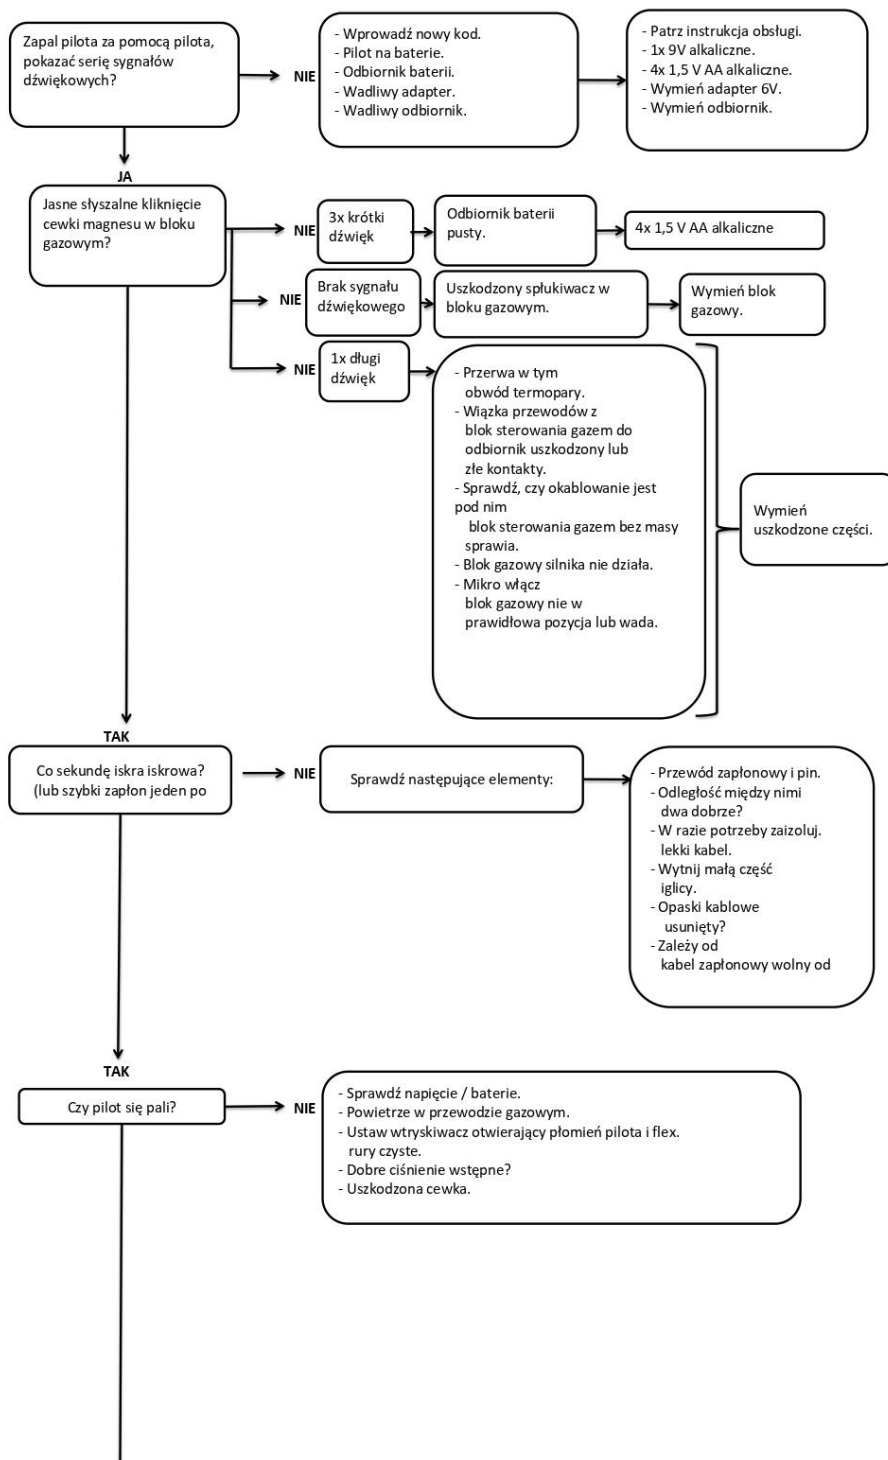 Zapal pilota za pomocą pilota,
pokazać serię sygnałów
dźwiękowych?
NIE
- Wprowadź nowy kod.
- Pilot na baterie.
- Odbiornik baterii.
- Wadliwy adapter.
- Wadliwy odbiornik.
- Patrz instrukcja obsługi.
- 1x 9V alkaliczne.
- 4x 1,5 V AA alkaliczne.
- Wymień adapter 6V.
- Wymień odbiornik.
JA
Jasne słyszalne kliknięcie
cewki magnesu w bloku
gazowym?
NIE
3x krótki
dźwięk
Odbiornik baterii
pusty.
4x 1,5 V AA alkaliczne
NIE
Brak sygnału
dźwiękowego
Uszkodzony spłukiwacz w
bloku gazowym.
Wymień blok
gazowy.
NIE
1x długi
dźwięk
- Przerwa w tym
obwód termopary.
- Wiązka przewodów z
blok sterowania gazem do
odbiornik uszkodzony lub
złe kontakty.
- Sprawdź, czy okablowanie jest
pod nim
blok sterowania gazem bez masy
sprawia.
- Blok gazowy silnika nie działa.
- Mikro włącz
blok gazowy nie w
prawidłowa pozycja lub wada.
Wymień
uszkodzone części.
TAK
Co sekundę iskra iskrowa?
(lub szybki zapłon jeden po
NIE
Sprawdź następujące elementy:
- Przewód zapłonowy i pin.
- Odległość między nimi
dwa dobrze?
- W razie potrzeby zaizoluj.
lekki kabel.
- Wytnij małą część
iglicy.
- Opaski kablowe
usunięty?
- Zależy od
kabel zapłonowy wolny od
TAK
Czy pilot się pali?
NIE
- Sprawdź napięcie / baterie.
- Powietrze w przewodzie gazowym.
- Ustaw wtryskiwacz otwierający płomień pilota i flex.
rury czyste.
- Dobre ciśnienie wstępne?
- Uszkodzona cewka.